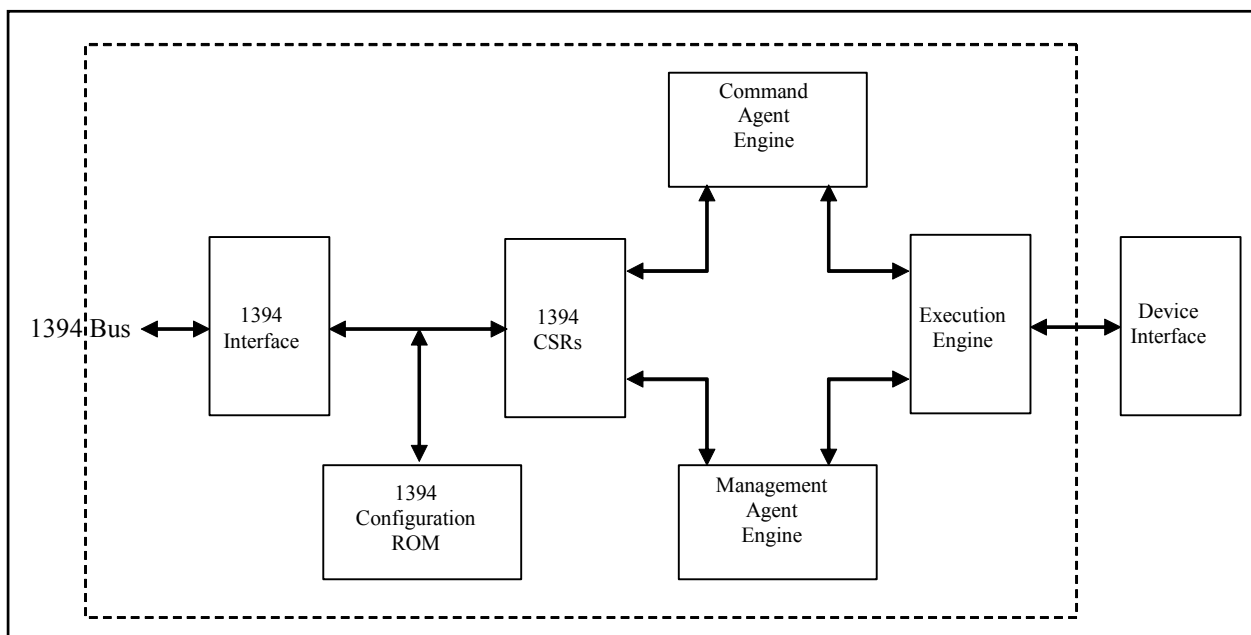 Command
Agent
Engine
1394 Bus
1394
Interface
1394
CSRs
Execution
Engine
Device
Interface
1394
Configuration
ROM
Management
Agent
Engine